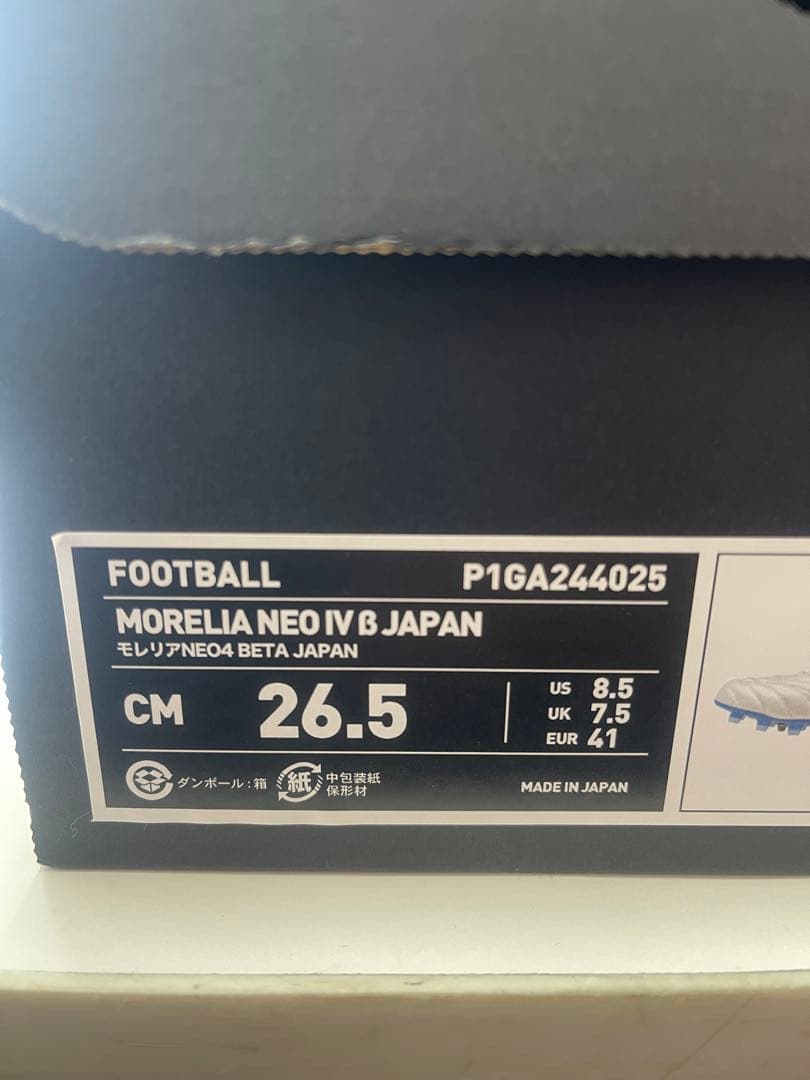 FOOTBALL P1GA244025
MORELIA NEO IV β JAPAN
モレリアNEO4 BETA JAPAN
CM 26.5
US 8.5
UK 7.5
EUR 41
ダンボール:箱
紙 中包装紙
保形材
MADE IN JAPAN